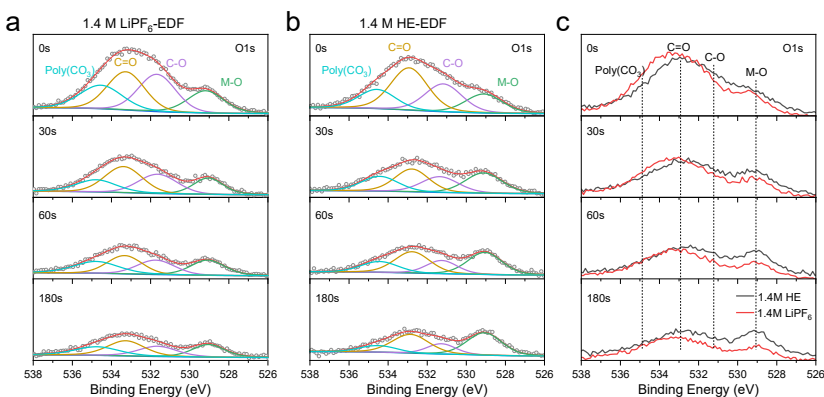 a
1.4 M LiPF₆-EDF
0s
O1s
Poly(CO₃)
C=O
C-O
M-O
30s
60s
180s
538 536 534 532 530 528 526
Binding Energy (eV)
b
1.4 M HE-EDF
0s
C=O
Poly(CO₃)
C-O
M-O
30s
60s
180s
538 536 534 532 530 528 526
Binding Energy (eV)
c
0s
C=O
O1s
Poly(CO₃)
C-O
M-O
30s
60s
180s
1.4M HE
1.4M LiPF₆
538 536 534 532 530 528 526
Binding Energy (eV)